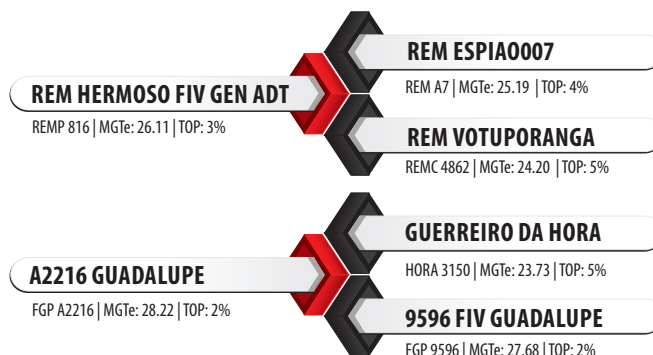 REM ESPIAO007
REM A7 | MGTe: 25.19 | TOP: 4%
REM HERMOSO FIV GEN ADT
REMP 816 | MGTe: 26.11 | TOP: 3%
REM VOTUPORANGA
REMC 4862 | MGTe: 24.20 | TOP: 5%
GUERREIRO DA HORA
HORA 3150 | MGTe: 23.73 | TOP: 5%
A2216 GUADALUPE
FGP A2216 | MGTe: 28.22 | TOP: 2%
9596 FIV GUADALUPE
FGP 9596 | MGTe: 27.68 | TOP: 2%